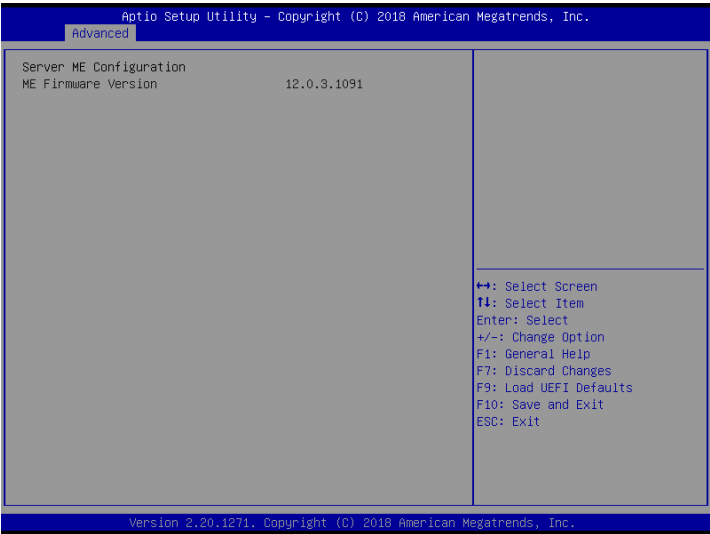 Aptio Setup Utility – Copyright (C) 2018 American Megatrends, Inc.
Advanced
Server ME Configuration
ME Firmware Version 12.0.3.1091
↔: Select Screen
↑↓: Select Item
Enter: Select
+/-: Change Option
F1: General Help
F7: Discard Changes
F9: Load UEFI Defaults
F10: Save and Exit
ESC: Exit
Version 2.20.1271. Copyright (C) 2018 American Megatrends, Inc.